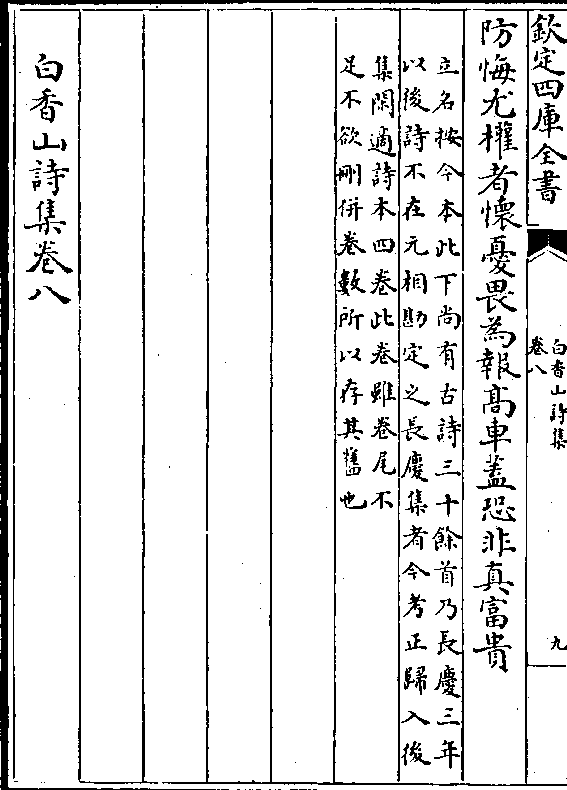 欽定四庫全書
白香山詩集
卷八
九
防悔尤權者懷憂畏為報髙車蓋恐非真富貴
立名按今本此下尚有古詩三十餘首乃長慶三年
以後詩不在元相勘定之長慶集者今考正歸入後
集閑適詩本四卷此卷雖卷尾不
足不欲刪併卷數所以存其舊也
白香山詩集卷八